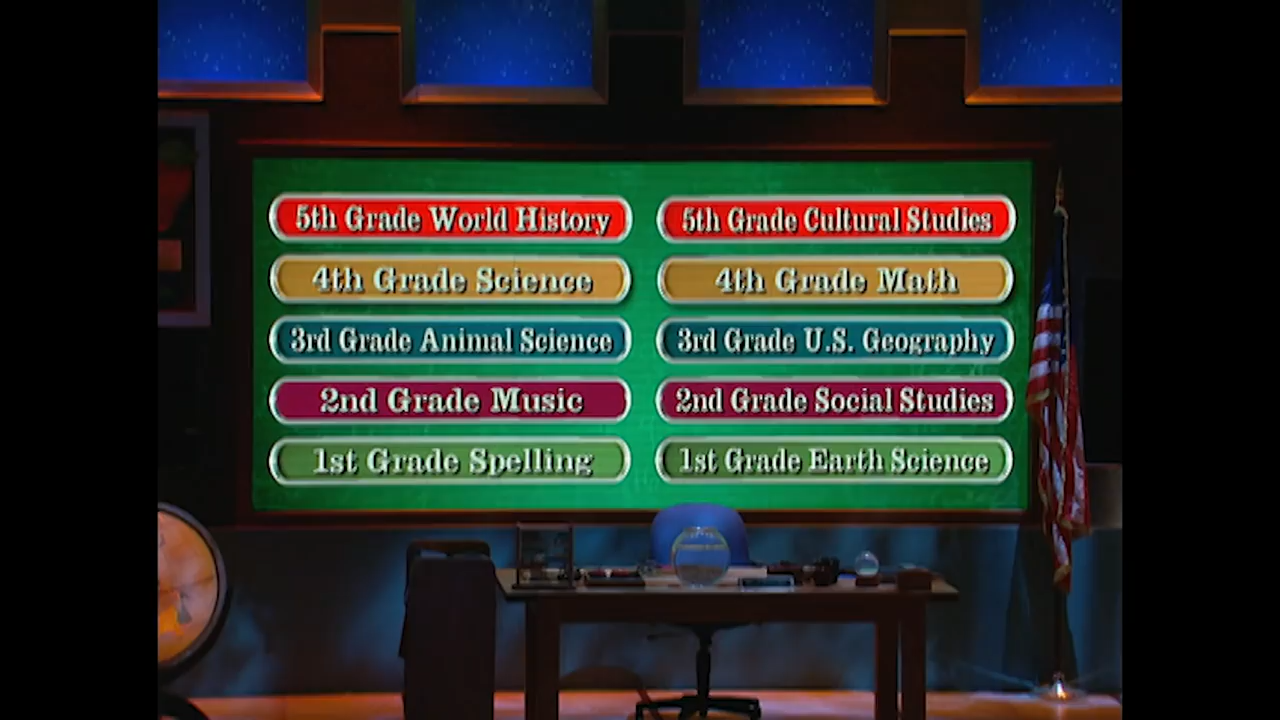 5th Grade World History
5th Grade Cultural Studies
4th Grade Science
4th Grade Math
3rd Grade Animal Science
3rd Grade U.S. Geography
2nd Grade Music
2nd Grade Social Studies
1st Grade Spelling
1st Grade Earth Science